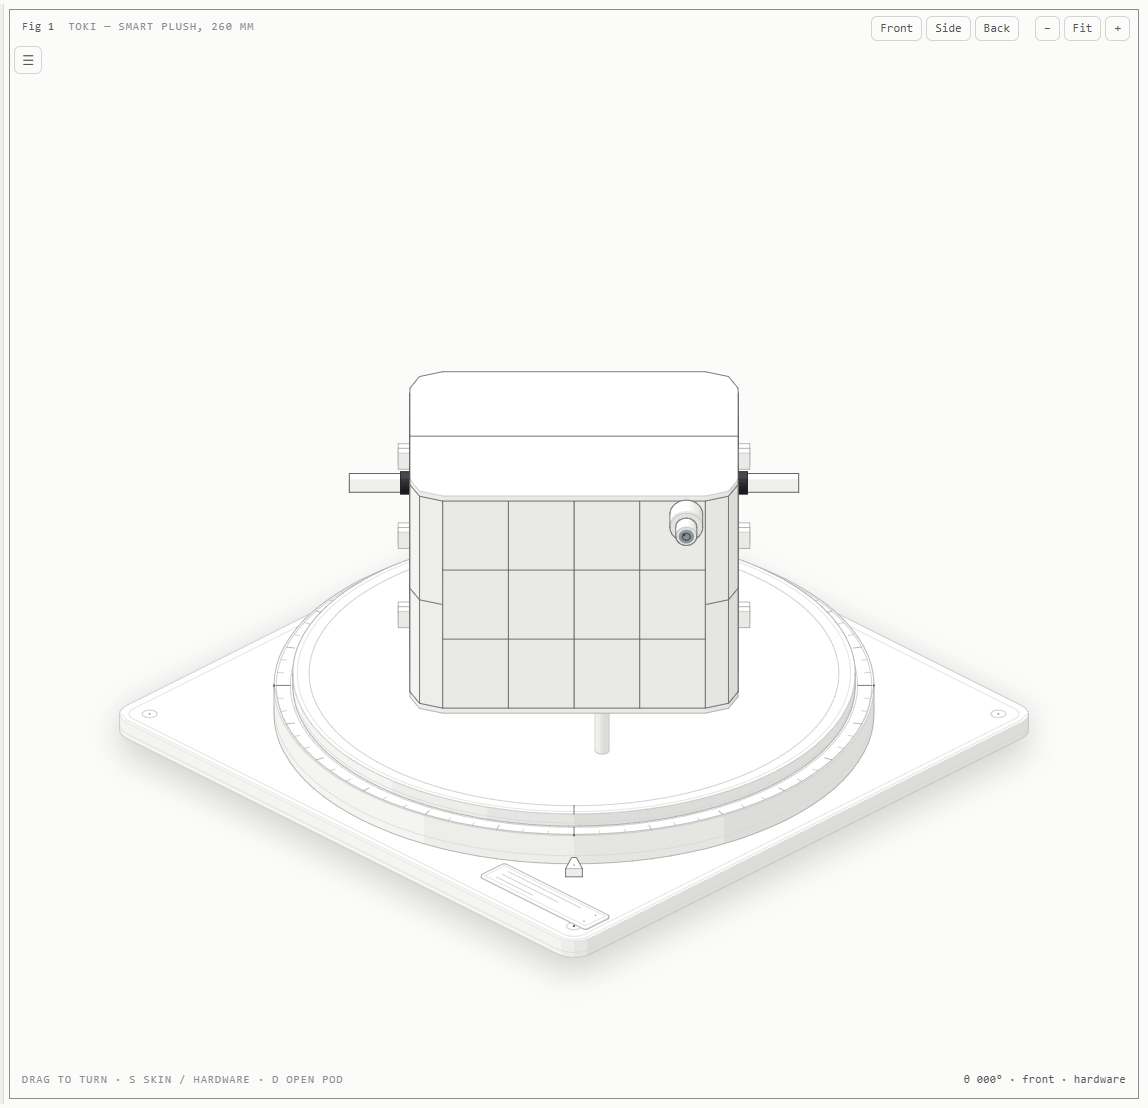 Fig 1 TOKI — SMART PLUSH, 260 MM
Front Side Back – Fit +
☰
DRAG TO TURN · S SKIN / HARDWARE · D OPEN POD
θ 000° · front · hardware